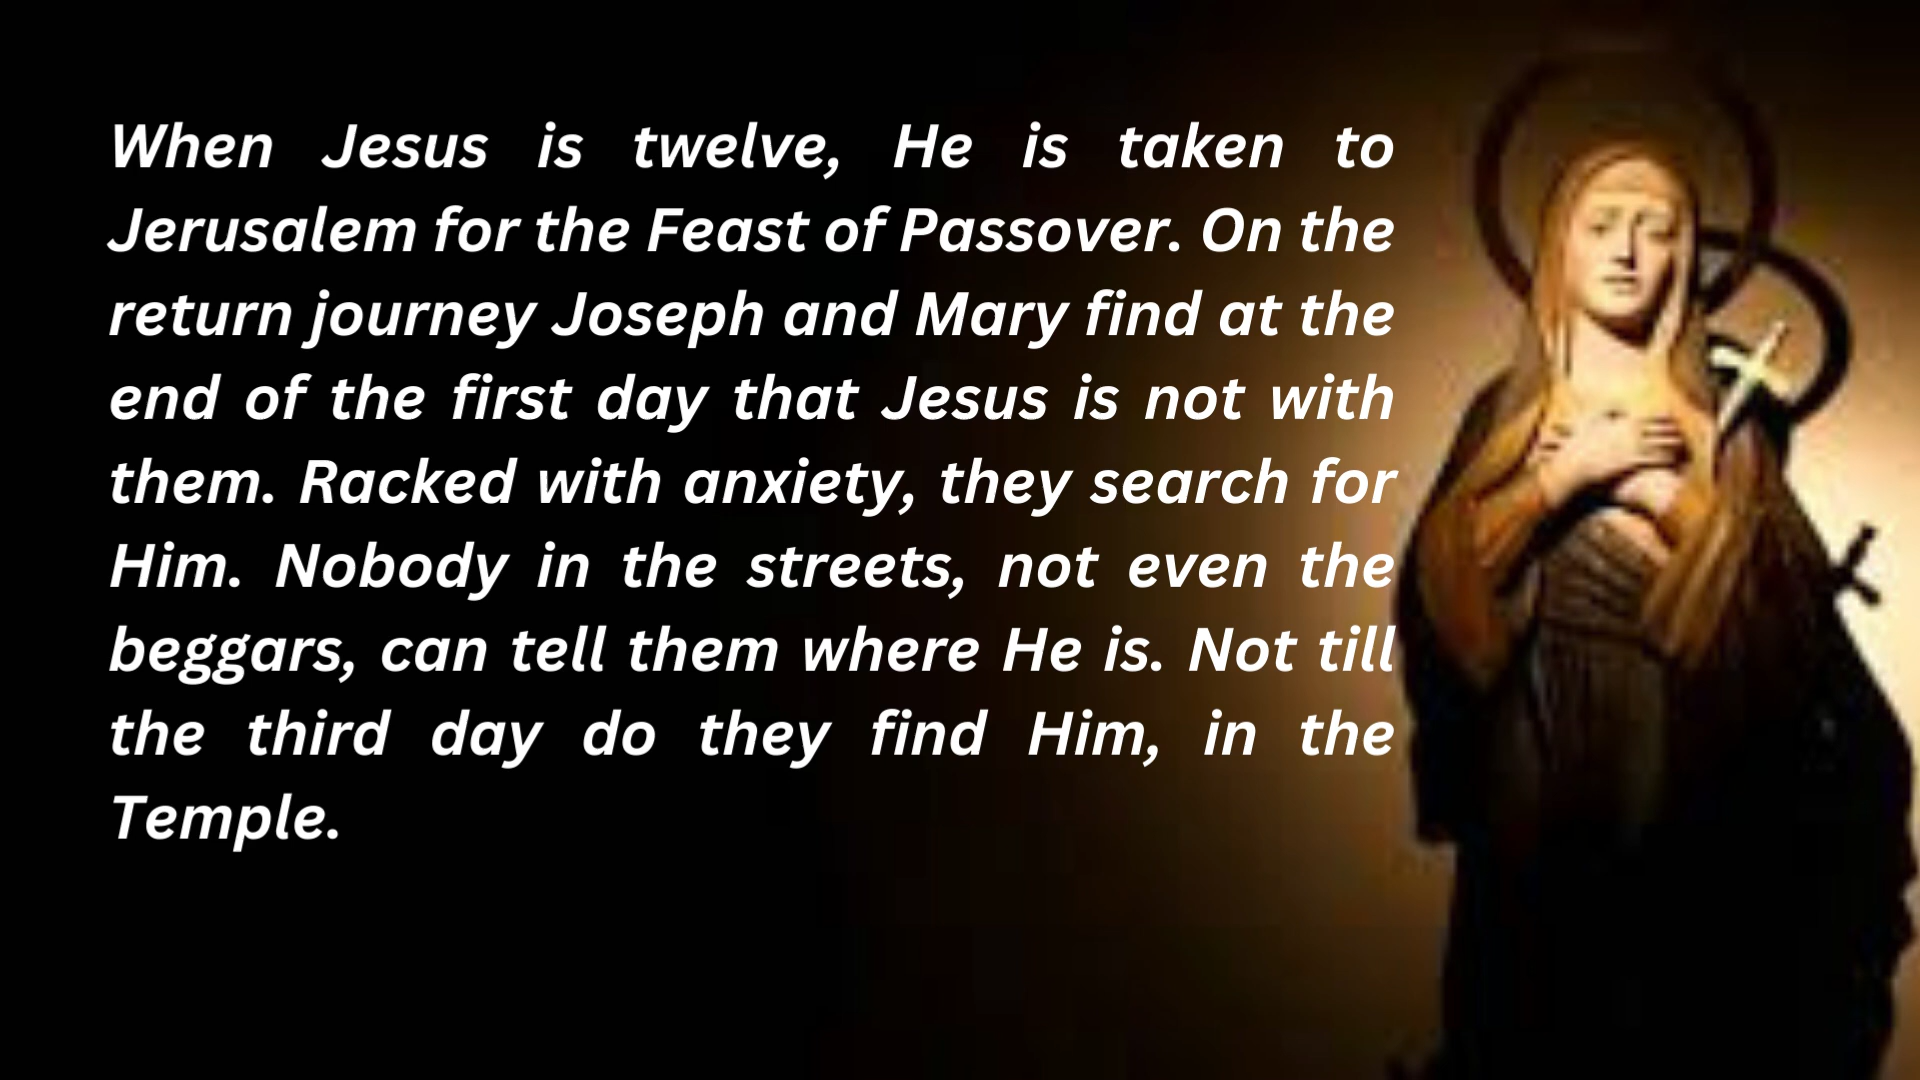 When Jesus is twelve, He is taken to
Jerusalem for the Feast of Passover. On the
return journey Joseph and Mary find at the
end of the first day that Jesus is not with
them. Racked with anxiety, they search for
Him. Nobody in the streets, not even the
beggars, can tell them where He is. Not till
the third day do they find Him, in the
Temple.